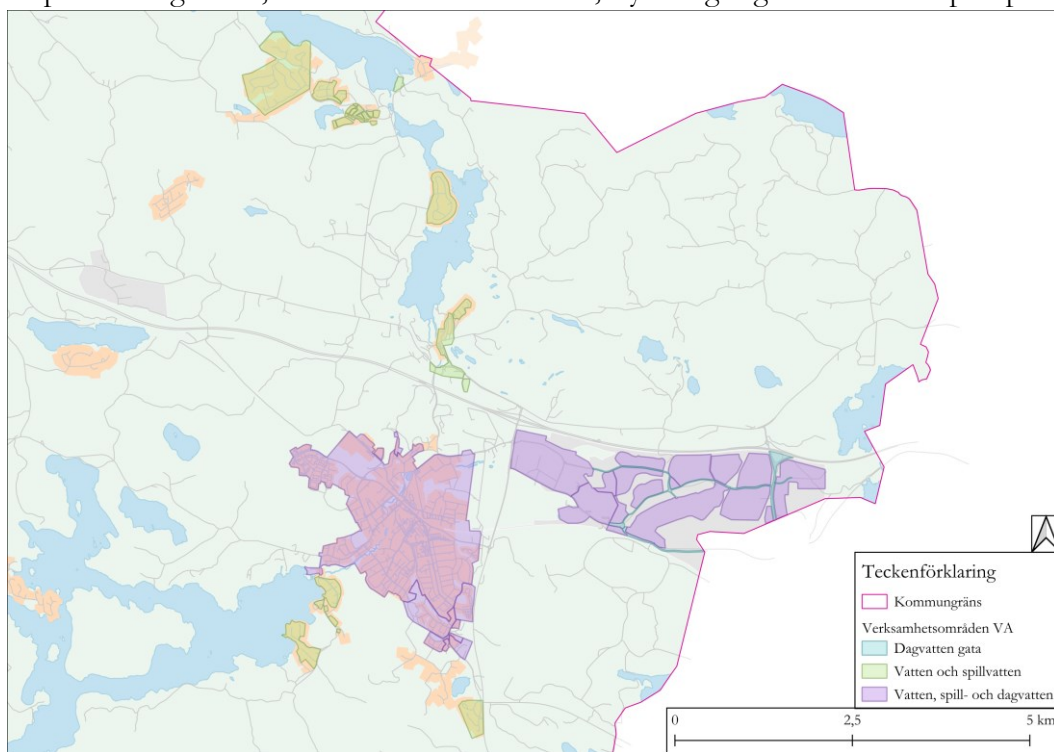 Teckenförklaring
Kommungräns
Verksamhetsområden VA
Dagvatten gata
Vatten och spillvatten
Vatten, spill- och dagvatten
0
2,5
5 km